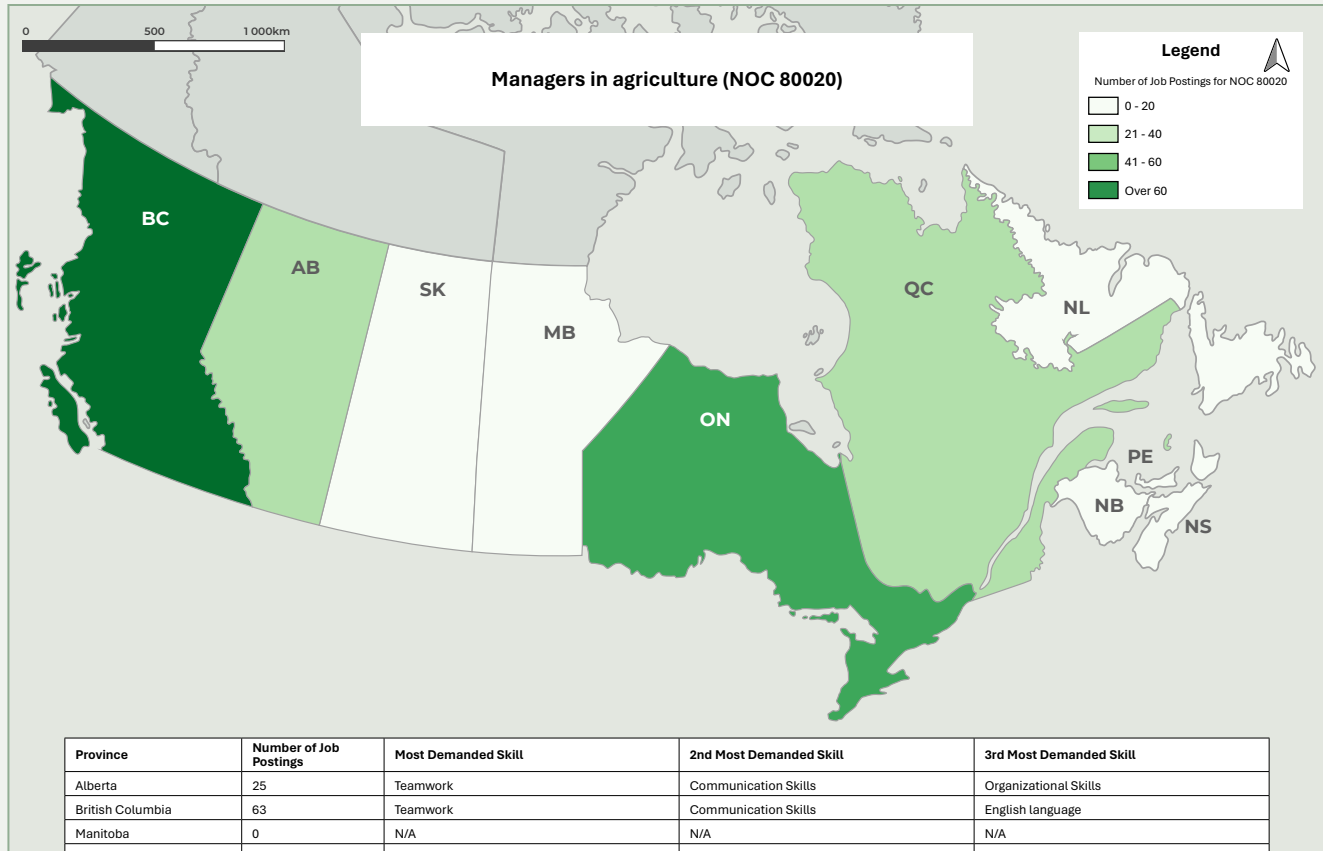 0 500 1 000km
Managers in agriculture (NOC 80020)
Legend
Number of Job Postings for NOC 80020
0 - 20
21 - 40
41 - 60
Over 60
BC
AB
SK
MB
ON
QC
NL
PE
NB
NS
Province Number of Job Postings Most Demanded Skill 2nd Most Demanded Skill 3rd Most Demanded Skill
Alberta 25 Teamwork Communication Skills Organizational Skills
British Columbia 63 Teamwork Communication Skills English language
Manitoba 0 N/A N/A N/A